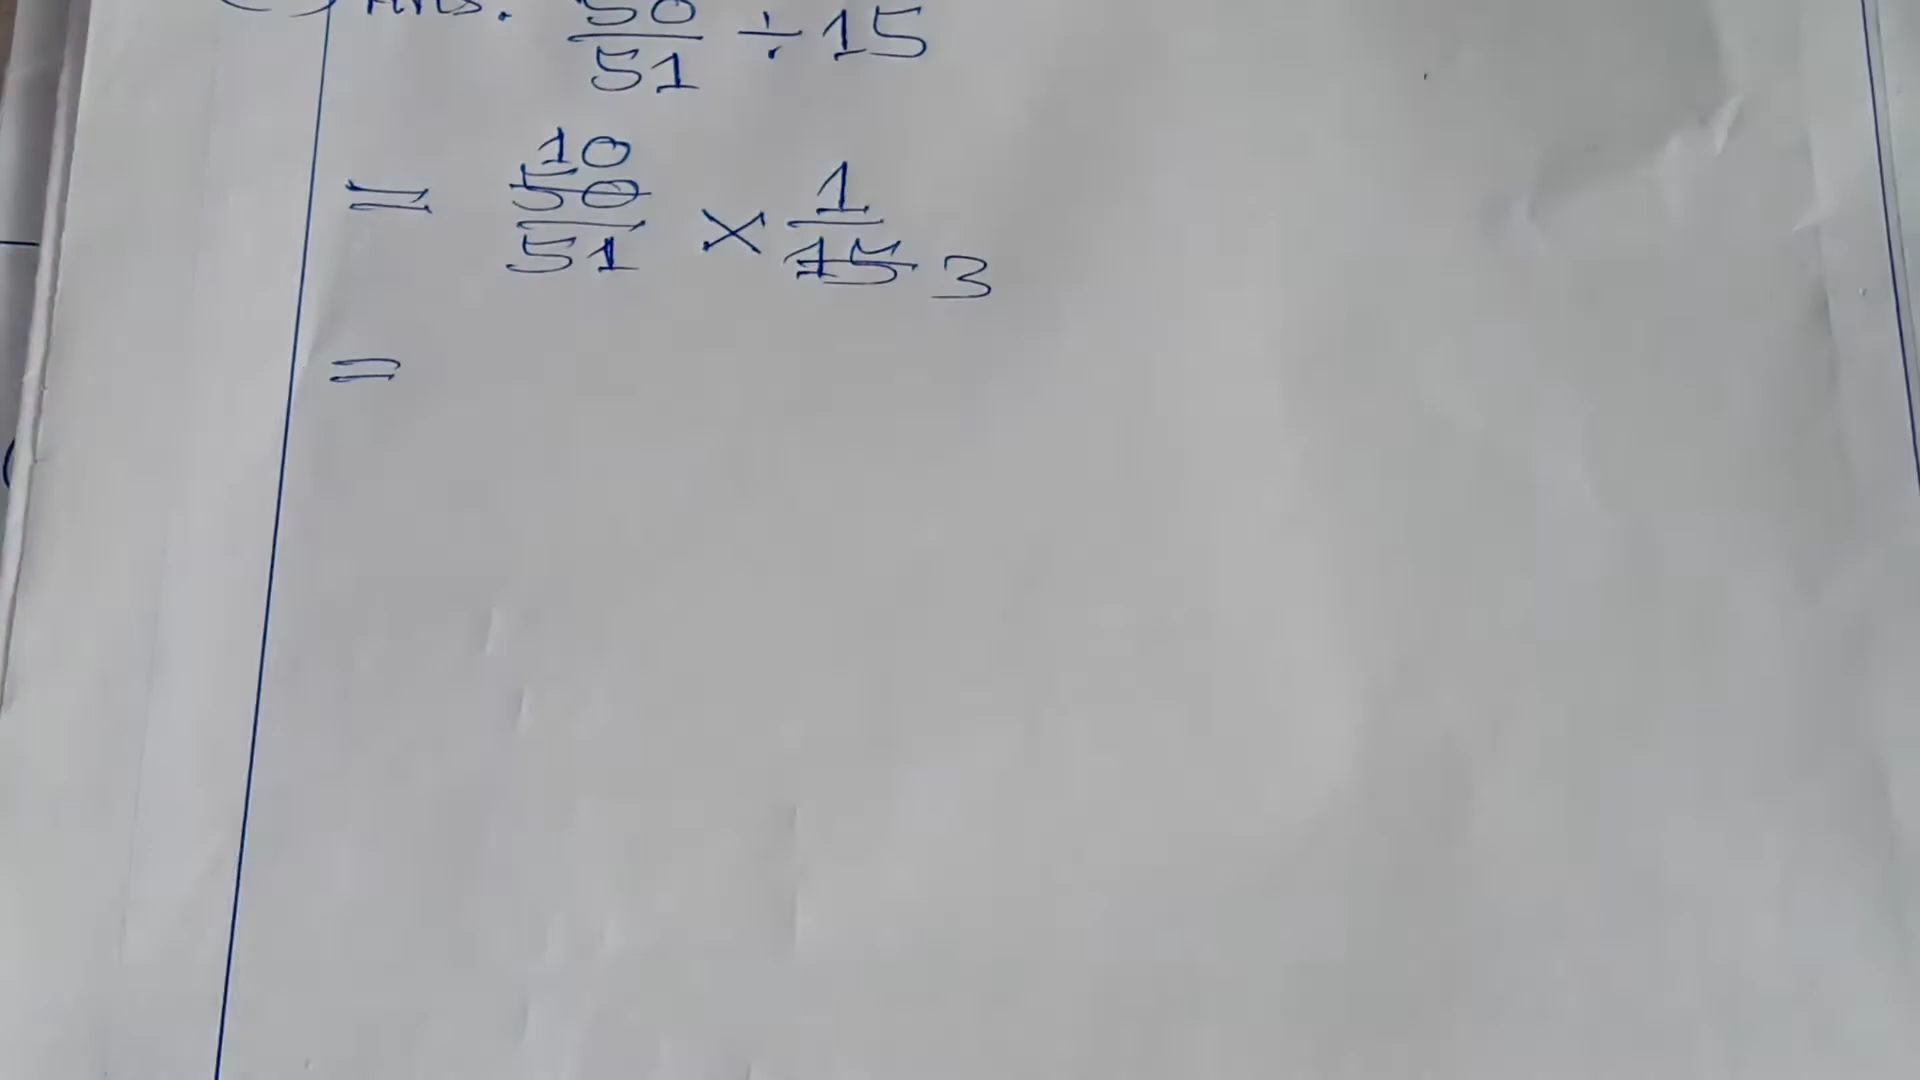 Ans. 50/51 ÷ 15
= 10 50/51 × 1/15 3
=